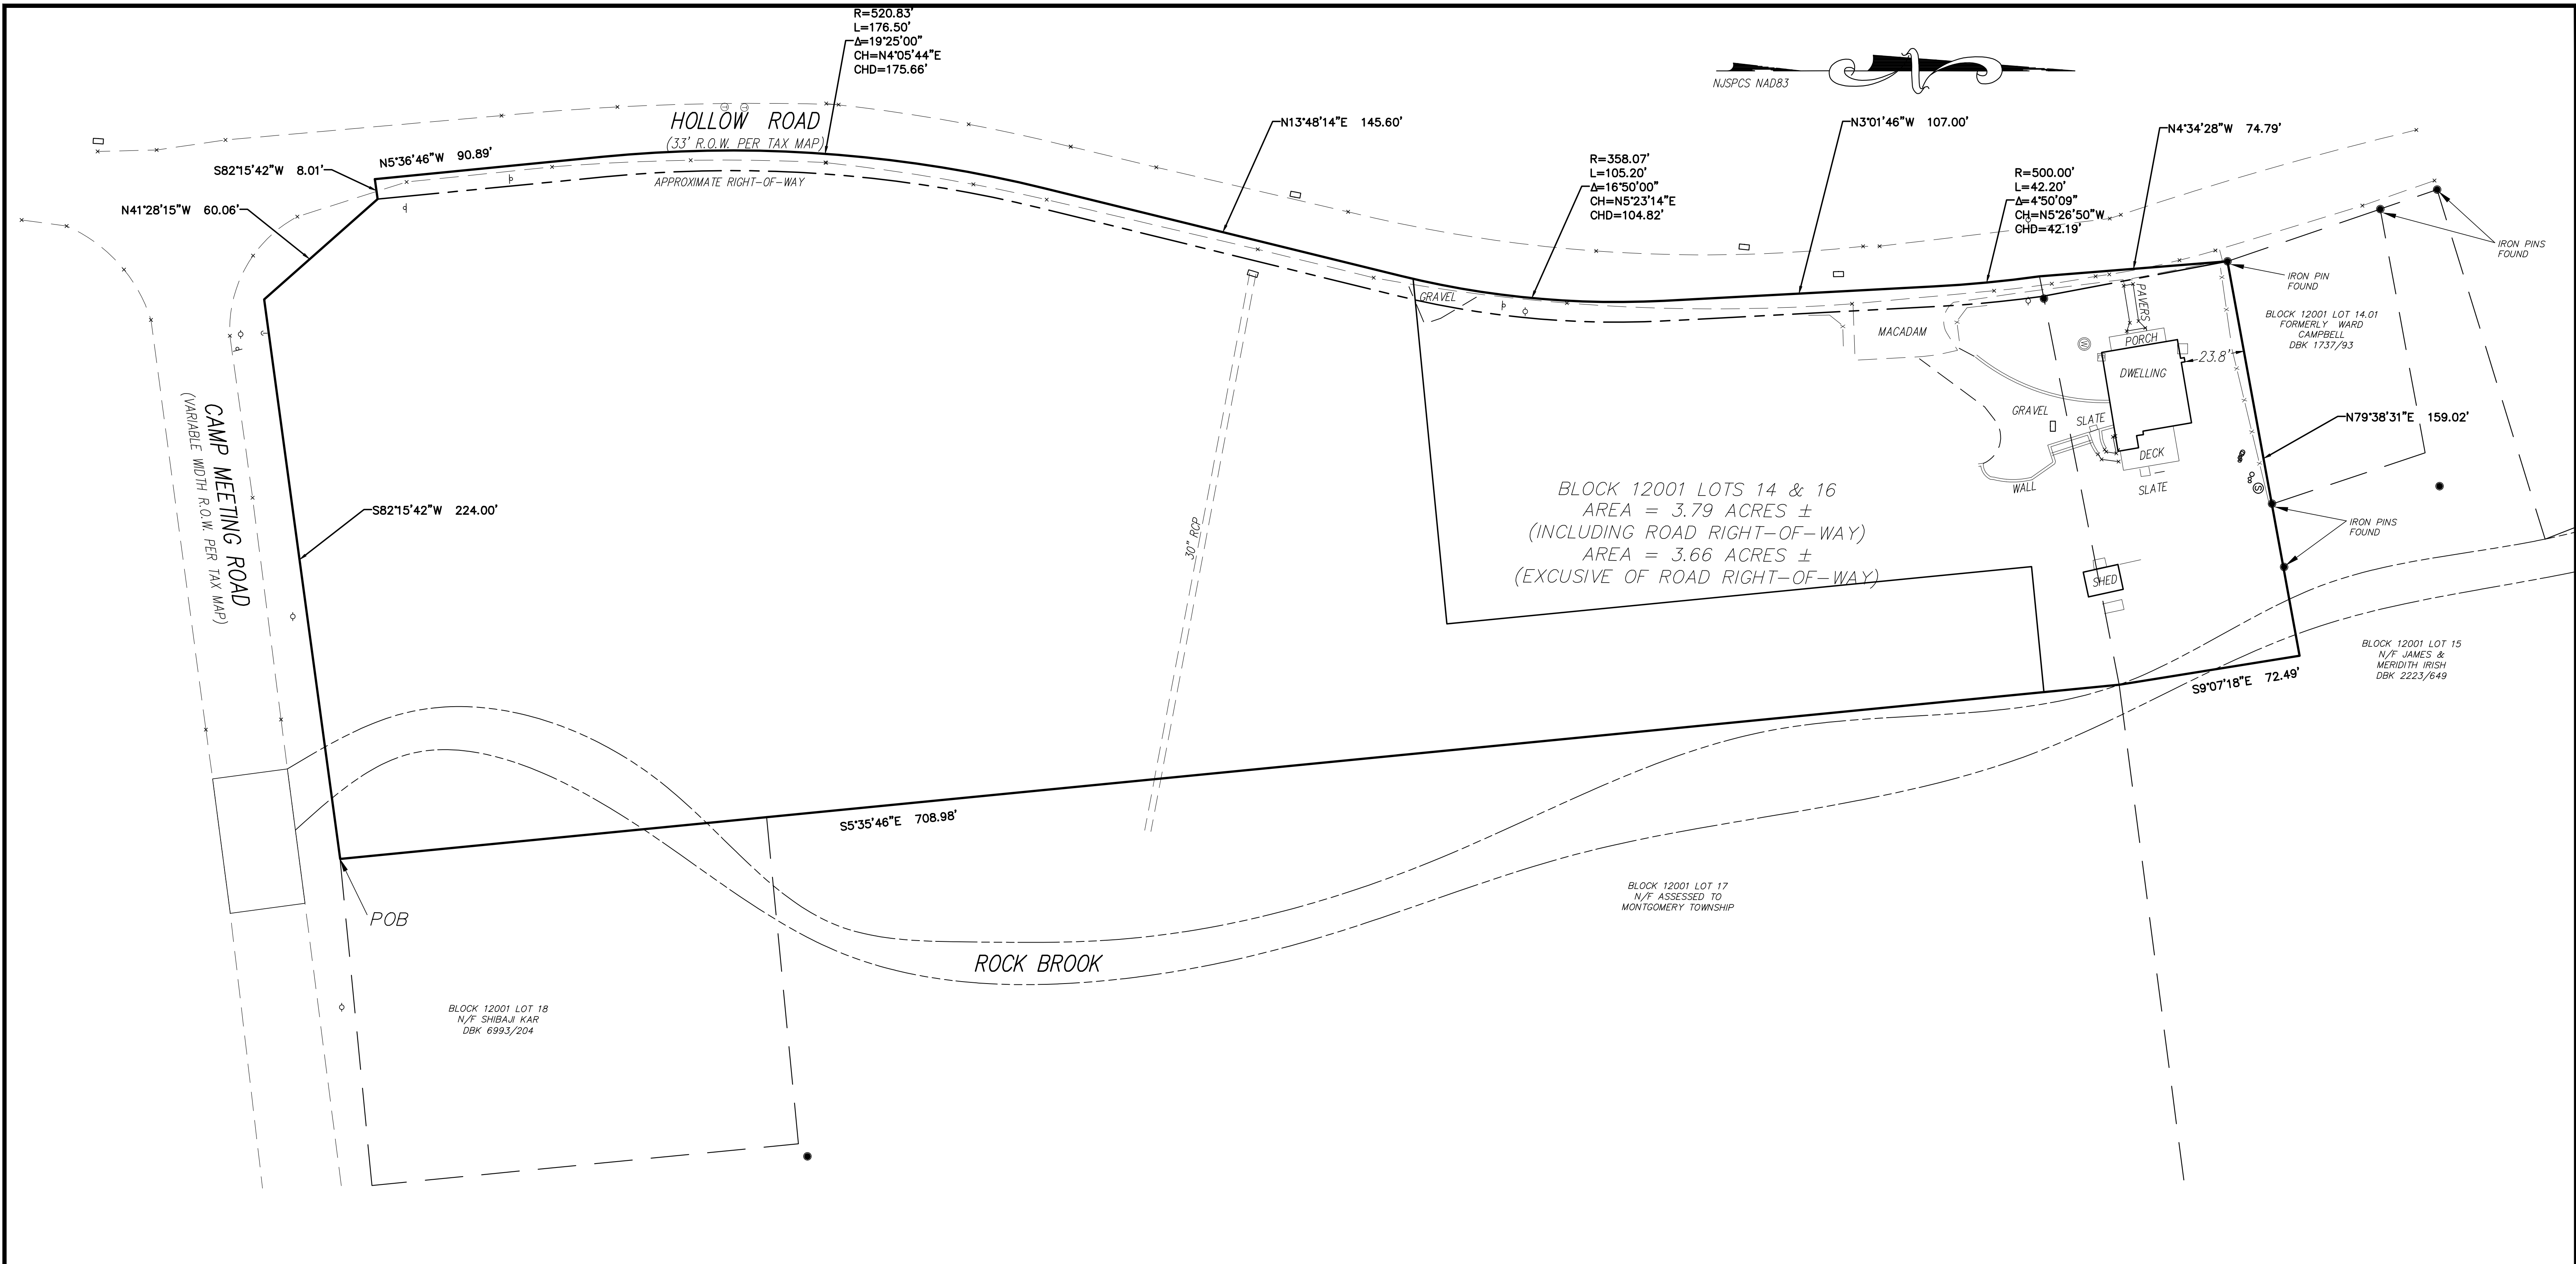 R=520.83'
L=176.50'
Δ=19°25'00"
CH=N4°05'44"E
CHD=175.66'
NJSPCS NAD83
HOLLOW ROAD
(33' R.O.W. PER TAX MAP)
APPROXIMATE RIGHT-OF-WAY
N5°36'46"W 90.89'
S82°15'42"W 8.01'
N41°28'15"W 60.06'
N13°48'14"E 145.60'
R=358.07'
L=105.20'
Δ=16°50'00"
CH=N5°23'14"E
CHD=104.82'
N3°01'46"W 107.00'
R=500.00'
L=42.20'
Δ=4°50'09"
CH=N5°26'50"W
CHD=42.19'
N4°34'28"W 74.79'
IRON PINS
FOUND
IRON PIN
FOUND
BLOCK 12001 LOT 14.01
FORMERLY WARD
CAMPBELL
DBK 1737/93
GRAVEL
MACADAM
PAVERS
PORCH
W
23.8'
DWELLING
GRAVEL
SLATE
DECK
SLATE
WALL
S
N79°38'31"E 159.02'
IRON PINS
FOUND
CAMP MEETING ROAD
(VARIABLE WIDTH R.O.W. PER TAX MAP)
S82°15'42"W 224.00'
30" RCP
BLOCK 12001 LOTS 14 & 16
AREA = 3.79 ACRES ±
(INCLUDING ROAD RIGHT-OF-WAY)
AREA = 3.66 ACRES ±
(EXCUSIVE OF ROAD RIGHT-OF-WAY)
SHED
BLOCK 12001 LOT 15
N/F JAMES &
MERIDITH IRISH
DBK 2223/649
S9°07'18"E 72.49'
S5°35'46"E 708.98'
POB
BLOCK 12001 LOT 17
N/F ASSESSED TO
MONTGOMERY TOWNSHIP
ROCK BROOK
BLOCK 12001 LOT 18
N/F SHIBAJI KAR
DBK 6993/204